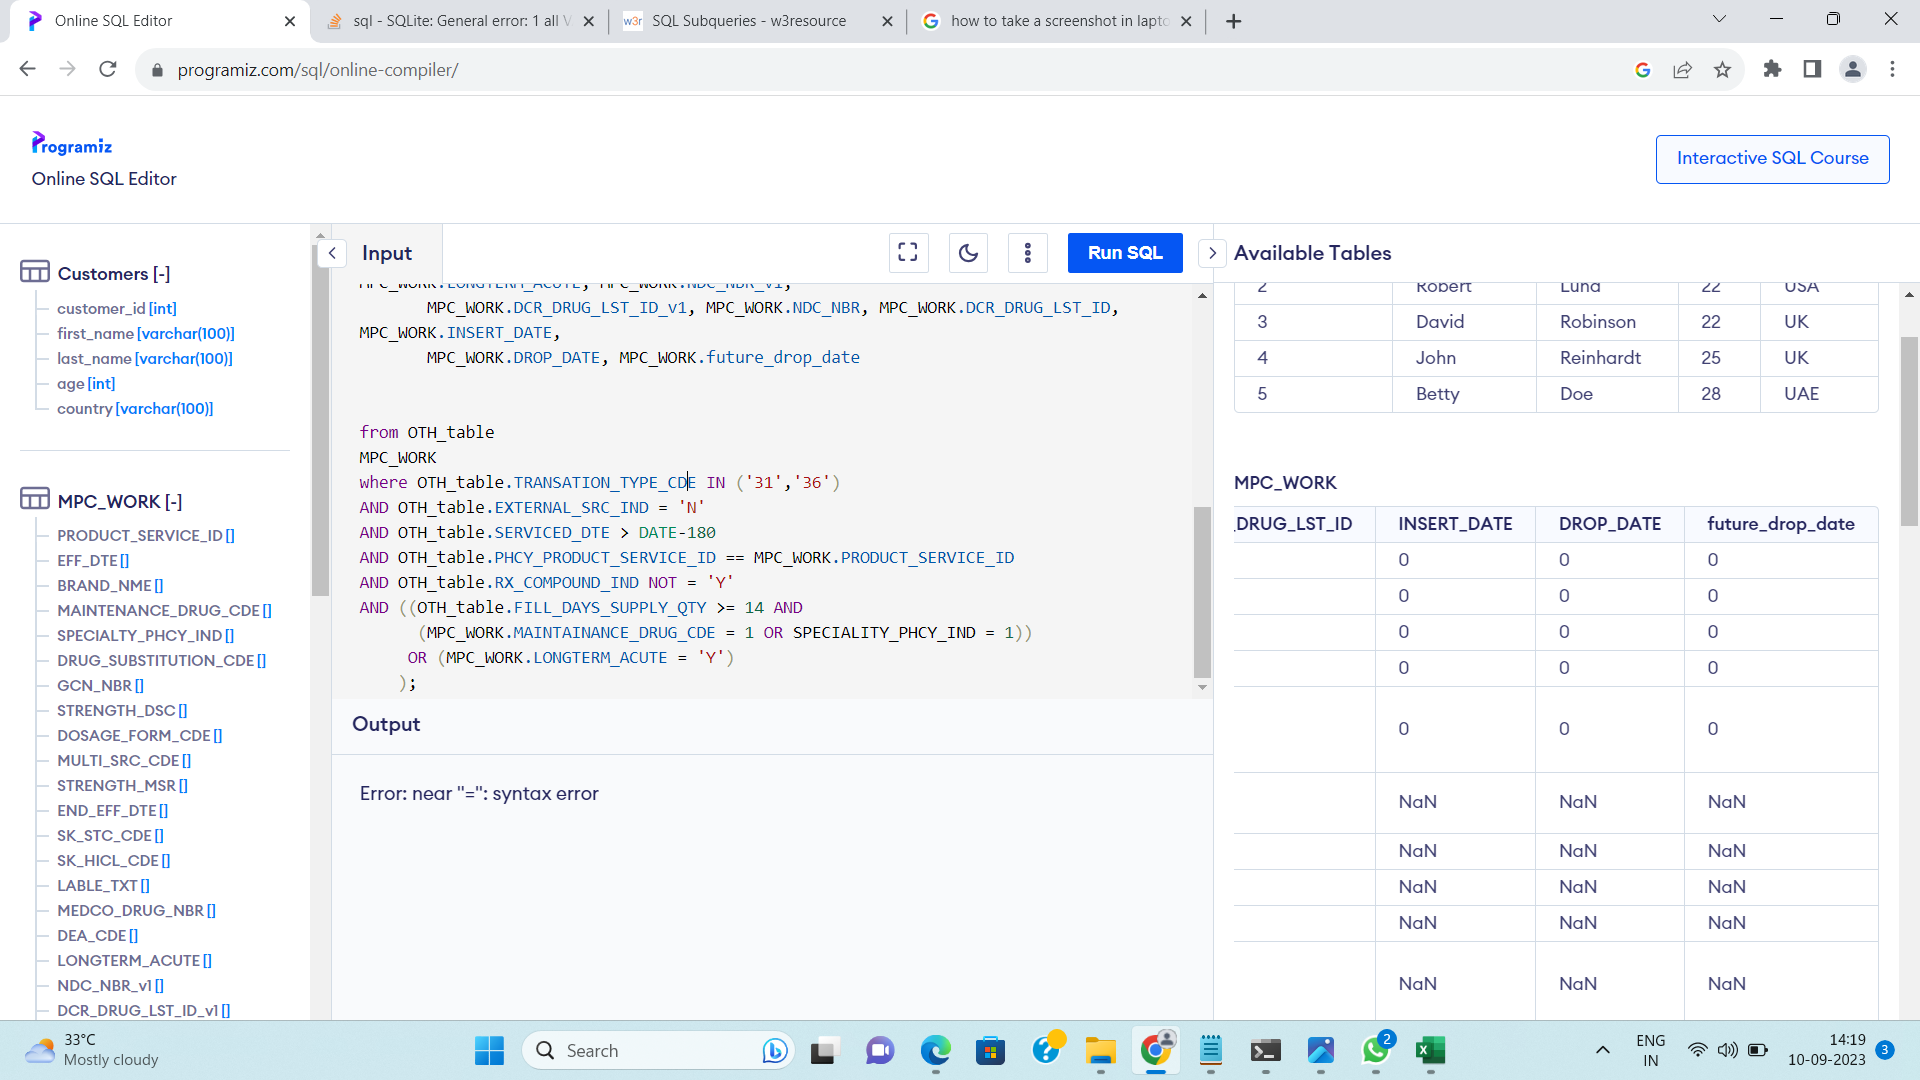 Online SQL Editor
sql - SQLite: General error: 1 all V
w3r SQL Subqueries - w3resource
how to take a screenshot in lapto
programiz.com/sql/online-compiler/
Programiz
Online SQL Editor
Interactive SQL Course
Customers [-]
customer_id [int]
first_name [varchar(100)]
last_name [varchar(100)]
age [int]
country [varchar(100)]
MPC_WORK [-]
PRODUCT_SERVICE_ID []
EFF_DTE []
BRAND_NME []
MAINTENANCE_DRUG_CDE []
SPECIALTY_PHCY_IND []
DRUG_SUBSTITUTION_CDE []
GCN_NBR []
STRENGTH_DSC []
DOSAGE_FORM_CDE []
MULTI_SRC_CDE []
STRENGTH_MSR []
END_EFF_DTE []
SK_STC_CDE []
SK_HICL_CDE []
LABLE_TXT []
MEDCO_DRUG_NBR []
DEA_CDE []
LONGTERM_ACUTE []
NDC_NBR_v1 []
DCR_DRUG_LST_ID_v1 []
Input
Run SQL
MPC_WORK.LONGTERM_ACUTE, MPC_WORK.NDC_NBR_v1,
MPC_WORK.DCR_DRUG_LST_ID_v1, MPC_WORK.NDC_NBR, MPC_WORK.DCR_DRUG_LST_ID,
MPC_WORK.INSERT_DATE,
MPC_WORK.DROP_DATE, MPC_WORK.future_drop_date
from OTH_table
MPC_WORK
where OTH_table.TRANSATION_TYPE_CDE IN ('31','36')
AND OTH_table.EXTERNAL_SRC_IND = 'N'
AND OTH_table.SERVICED_DTE > DATE-180
AND OTH_table.PHCY_PRODUCT_SERVICE_ID == MPC_WORK.PRODUCT_SERVICE_ID
AND OTH_table.RX_COMPOUND_IND NOT = 'Y'
AND ((OTH_table.FILL_DAYS_SUPPLY_QTY >= 14 AND
(MPC_WORK.MAINTAINANCE_DRUG_CDE = 1 OR SPECIALITY_PHCY_IND = 1))
OR (MPC_WORK.LONGTERM_ACUTE = 'Y')
);
Output
Error: near "=": syntax error
Available Tables
2 Robert Lund 22 USA
3 David Robinson 22 UK
4 John Reinhardt 25 UK
5 Betty Doe 28 UAE
MPC_WORK
_DRUG_LST_ID INSERT_DATE DROP_DATE future_drop_date
0 0 0
0 0 0
0 0 0
0 0 0
0 0 0
NaN NaN NaN
NaN NaN NaN
NaN NaN NaN
NaN NaN NaN
NaN NaN NaN
33°C
Mostly cloudy
Search
2
ENG
IN
14:19
10-09-2023
3